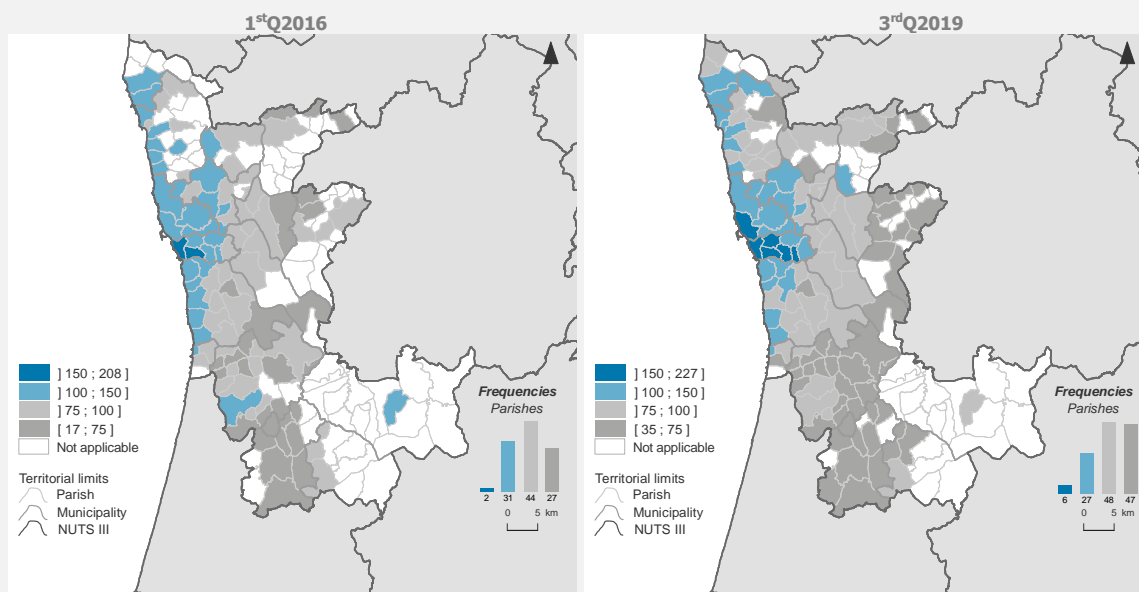 1stQ2016
] 150 ; 208 ]
] 100 ; 150 ]
] 75 ; 100 ]
[ 17 ; 75 ]
Not applicable
Territorial limits
Parish
Municipality
NUTS III
Frequencies
Parishes
2 31 44 27
0 5 km
3rdQ2019
] 150 ; 227 ]
] 100 ; 150 ]
] 75 ; 100 ]
[ 35 ; 75 ]
Not applicable
Territorial limits
Parish
Municipality
NUTS III
Frequencies
Parishes
6 27 48 47
0 5 km